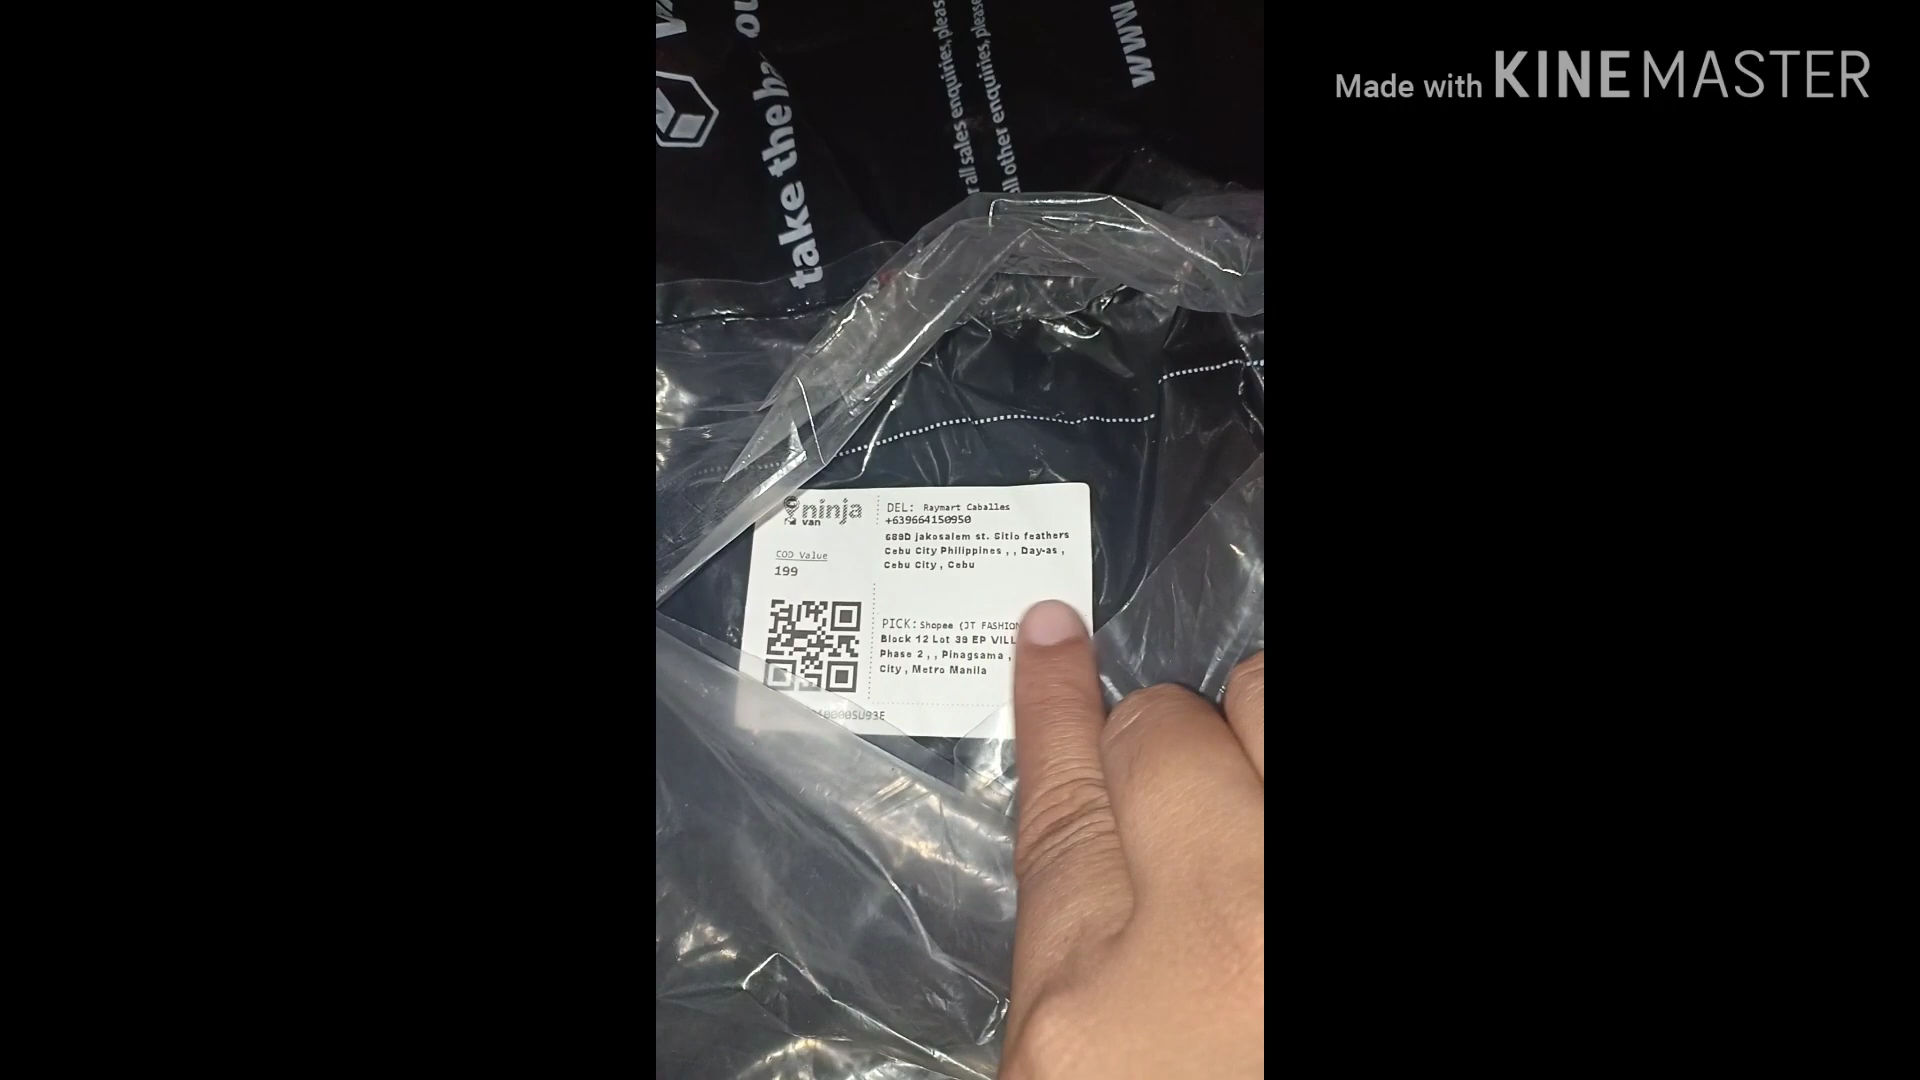 Made with KINEMASTER
take the
all sales enquiries, pleas
all other enquiries, please
www
ninja
van
COD Value
199
DEL: Raymart Caballes
+639664150950
689D jakosalem st. Sitio feathers
Cebu City Philippines , , Day-as ,
Cebu City , Cebu
PICK: Shopee (JT FASHION
Block 12 Lot 39 EP VILL
Phase 2 , , Pinagsama ,
City , Metro Manila